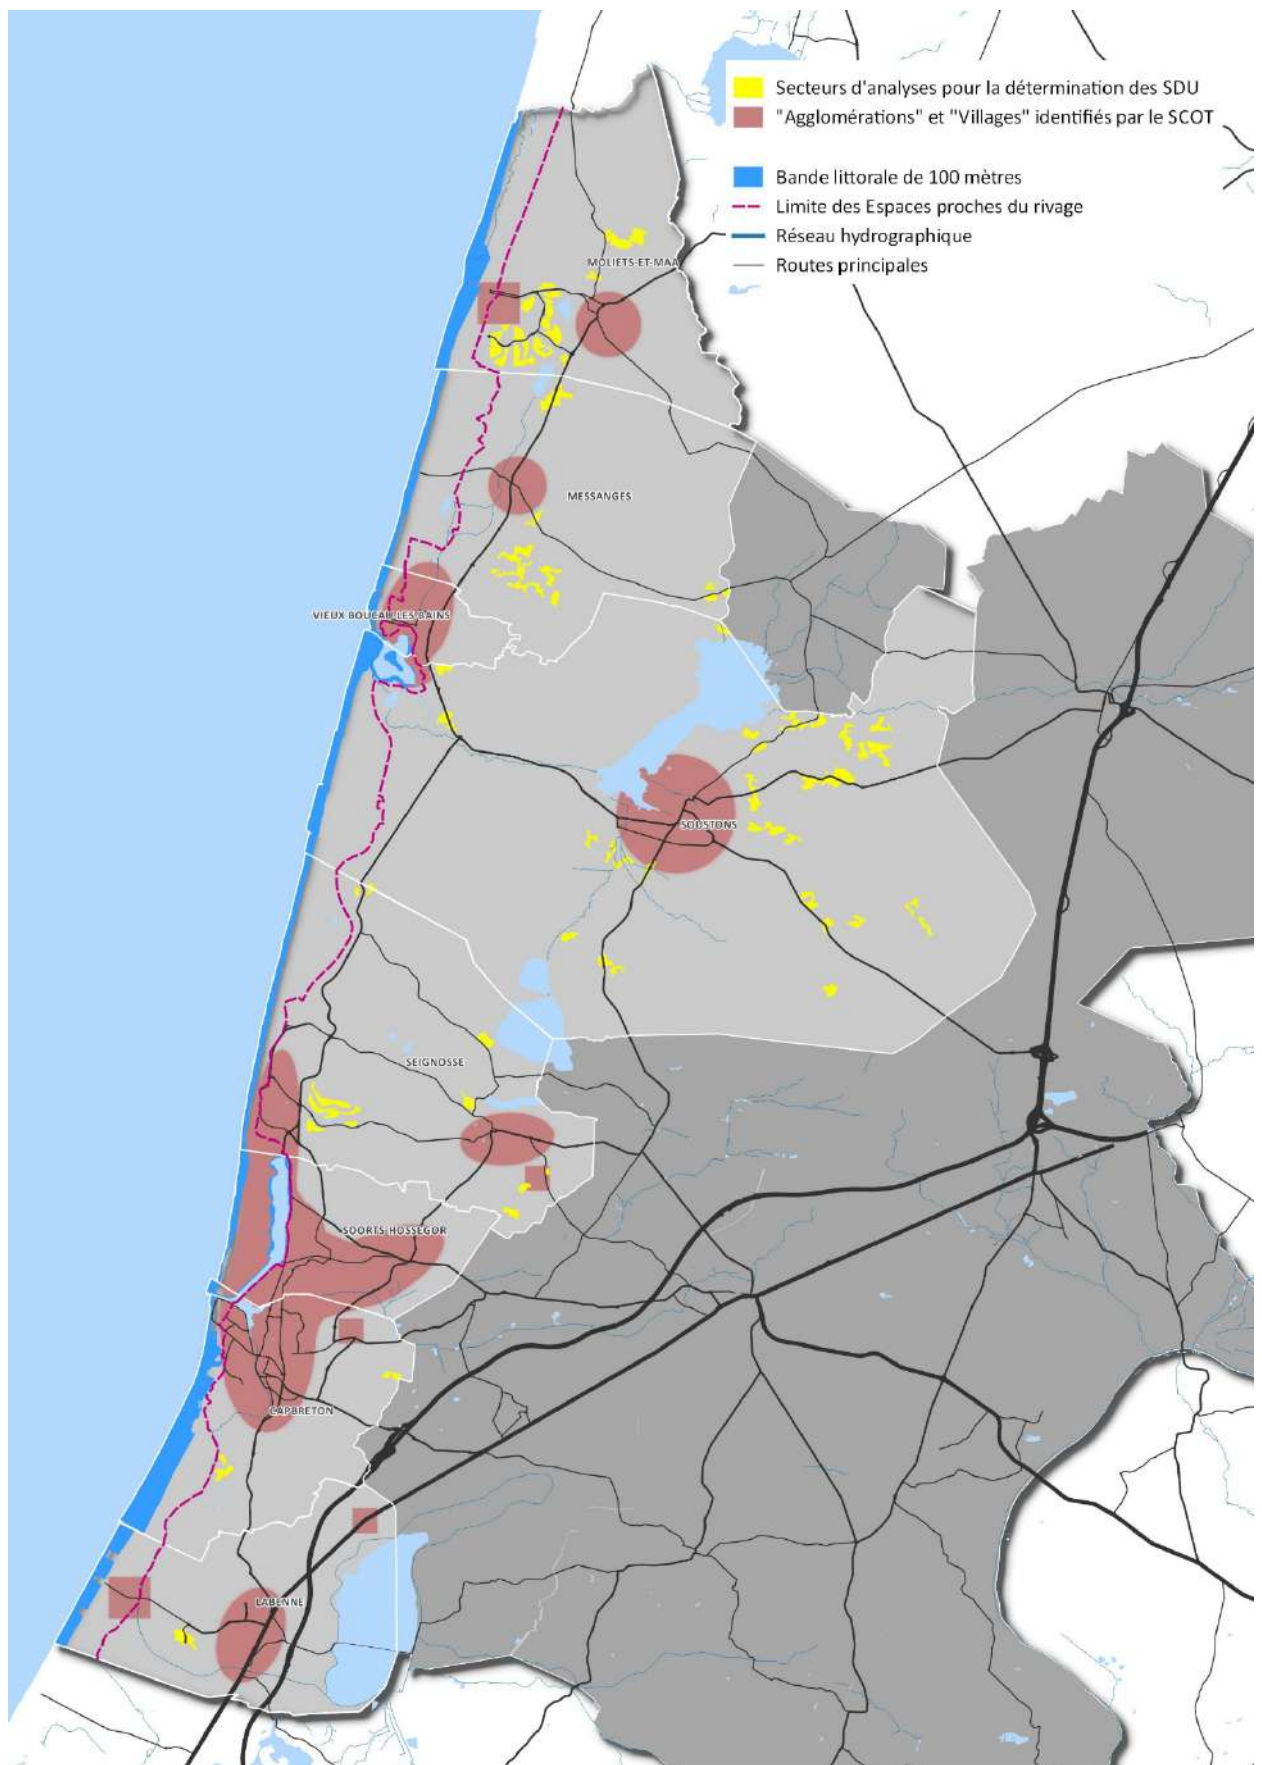 Secteurs d'analyses pour la détermination des SDU
"Agglomérations" et "Villages" identifiés par le SCOT
Bande littorale de 100 mètres
Limite des Espaces proches du rivage
Réseau hydrographique
Routes principales
MOLIETS-ET-MAA
MESSANGES
VIEUX BOUCAU-LES-BAINS
SOUSTONS
SEIGNOSSE
SOORTS-HOSSEGOR
CAPBRETON
LABENNE